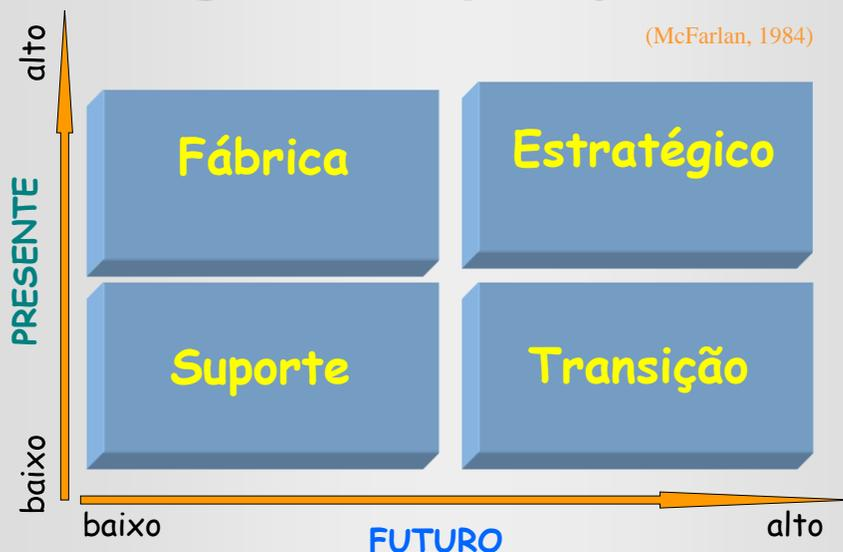 (McFarlan, 1984)
alto
Fábrica
Estratégico
PRESENTE
Suporte
Transição
baixo
baixo
alto
FUTURO